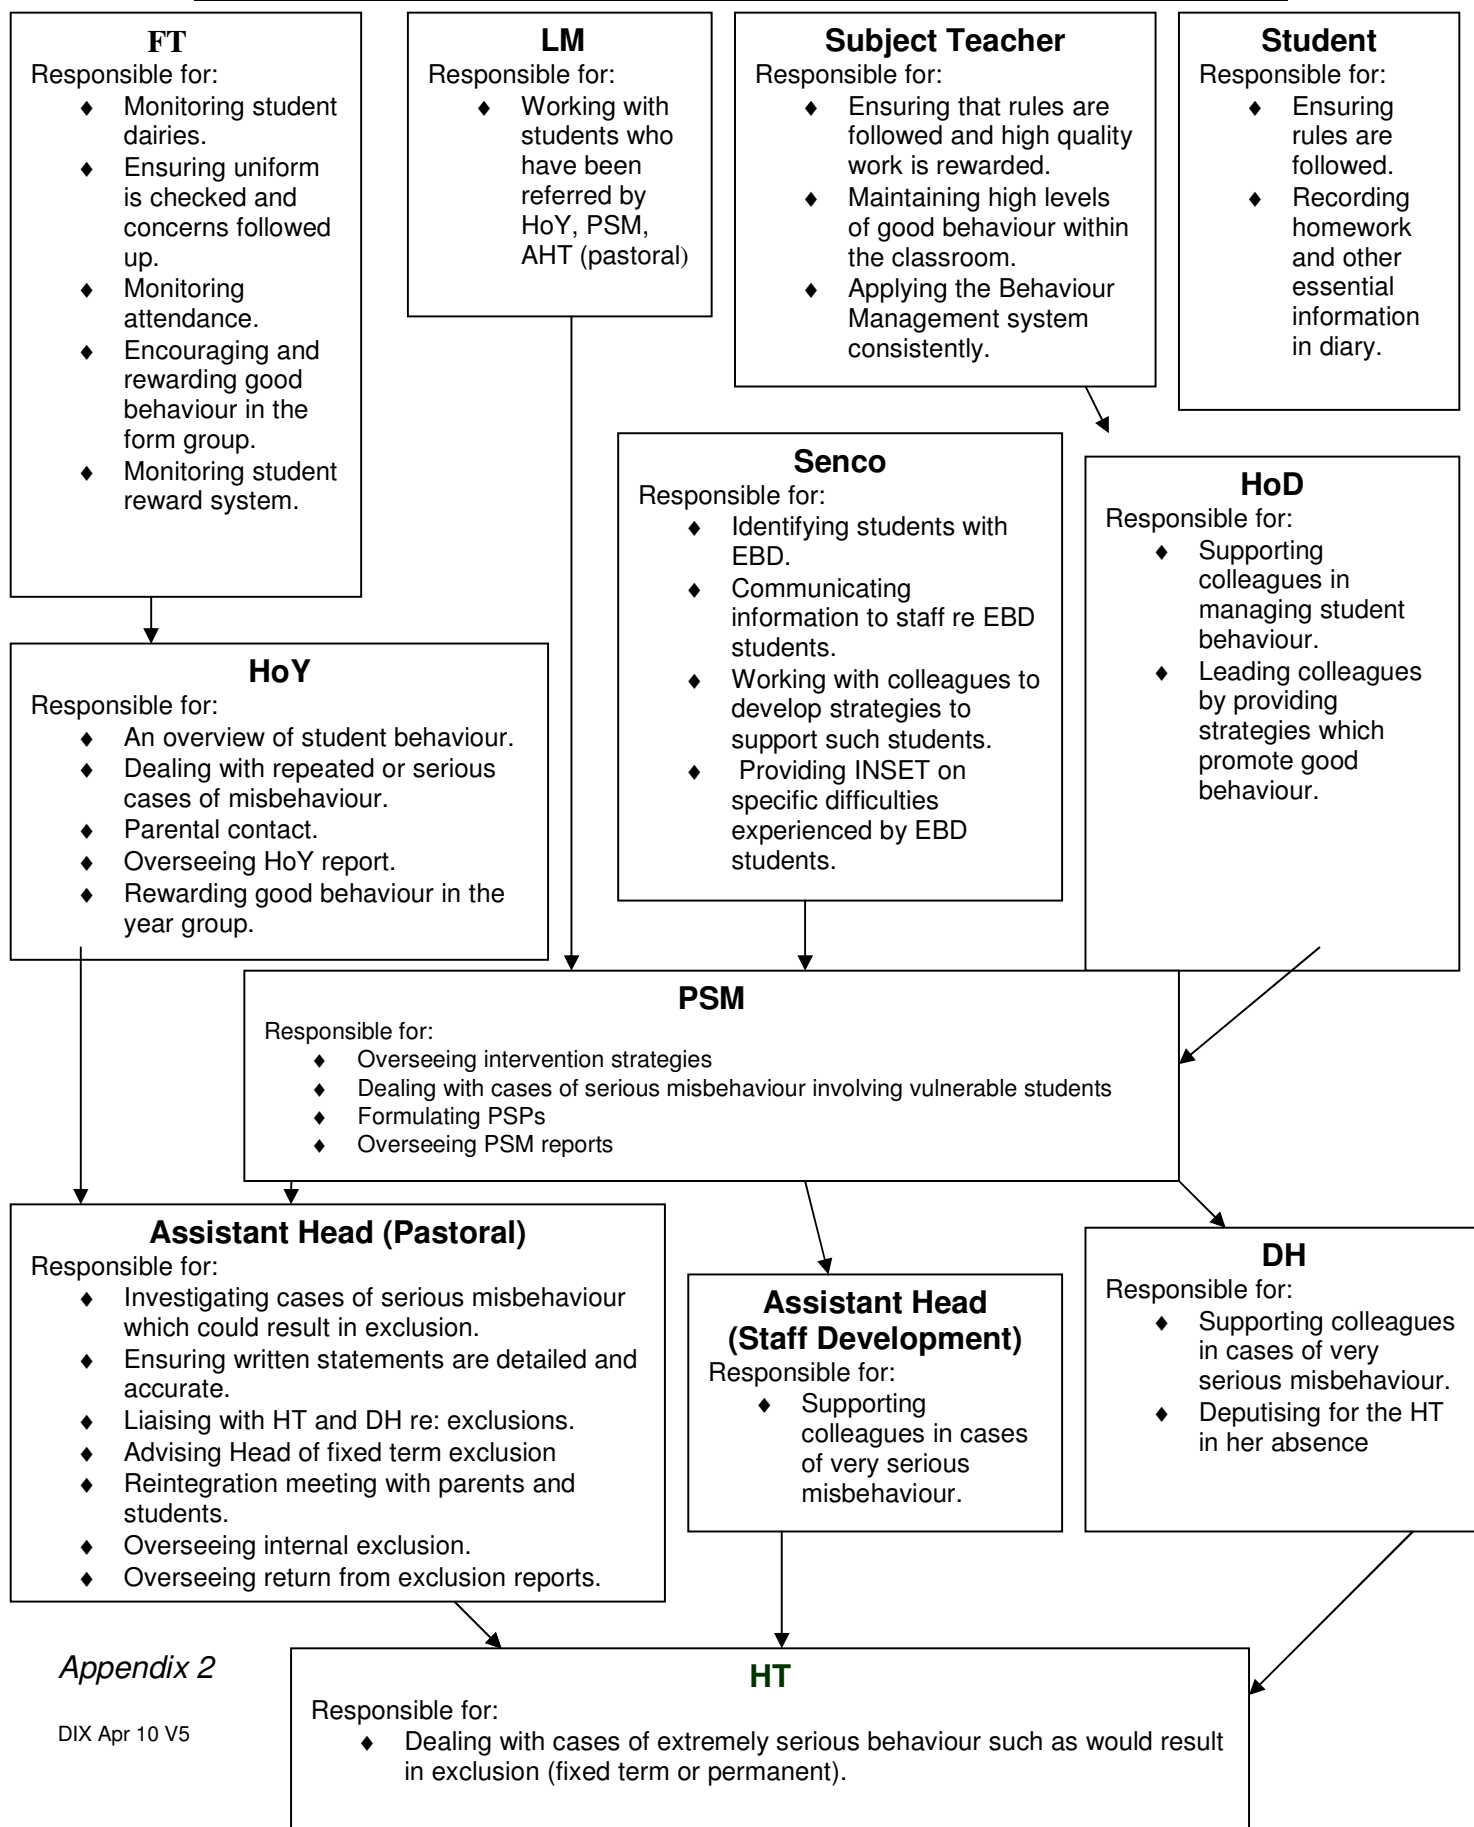 FT
Responsible for:
♦ Monitoring student
dairies.
♦ Ensuring uniform
is checked and
concerns followed
up.
♦ Monitoring
attendance.
♦ Encouraging and
rewarding good
behaviour in the
form group.
♦ Monitoring student
reward system.
LM
Responsible for:
♦ Working with
students who
have been
referred by
HoY, PSM,
AHT (pastoral)
Subject Teacher
Responsible for:
♦ Ensuring that rules are
followed and high quality
work is rewarded.
♦ Maintaining high levels
of good behaviour within
the classroom.
♦ Applying the Behaviour
Management system
consistently.
Student
Responsible for:
♦ Ensuring
rules are
followed.
♦ Recording
homework
and other
essential
information
in diary.
Senco
Responsible for:
♦ Identifying students with
EBD.
♦ Communicating
information to staff re EBD
students.
♦ Working with colleagues to
develop strategies to
support such students.
♦ Providing INSET on
specific difficulties
experienced by EBD
students.
HoD
Responsible for:
♦ Supporting
colleagues in
managing student
behaviour.
♦ Leading colleagues
by providing
strategies which
promote good
behaviour.
HoY
Responsible for:
♦ An overview of student behaviour.
♦ Dealing with repeated or serious
cases of misbehaviour.
♦ Parental contact.
♦ Overseeing HoY report.
♦ Rewarding good behaviour in the
year group.
PSM
Responsible for:
♦ Overseeing intervention strategies
♦ Dealing with cases of serious misbehaviour involving vulnerable students
♦ Formulating PSPs
♦ Overseeing PSM reports
Assistant Head (Pastoral)
Responsible for:
♦ Investigating cases of serious misbehaviour
which could result in exclusion.
♦ Ensuring written statements are detailed and
accurate.
♦ Liaising with HT and DH re: exclusions.
♦ Advising Head of fixed term exclusion
♦ Reintegration meeting with parents and
students.
♦ Overseeing internal exclusion.
♦ Overseeing return from exclusion reports.
Assistant Head
(Staff Development)
Responsible for:
♦ Supporting
colleagues in cases
of very serious
misbehaviour.
DH
Responsible for:
♦ Supporting colleagues
in cases of very
serious misbehaviour.
♦ Deputising for the HT
in her absence
Appendix 2
DIX Apr 10 V5
HT
Responsible for:
♦ Dealing with cases of extremely serious behaviour such as would result
in exclusion (fixed term or permanent).